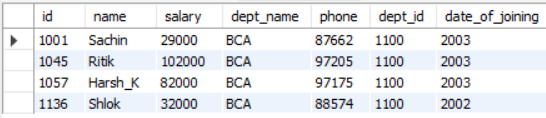 id name salary dept_name phone dept_id date_of_joining
1001 Sachin 29000 BCA 87662 1100 2003
1045 Ritik 102000 BCA 97205 1100 2003
1057 Harsh_K 82000 BCA 97175 1100 2003
1136 Shlok 32000 BCA 88574 1100 2002